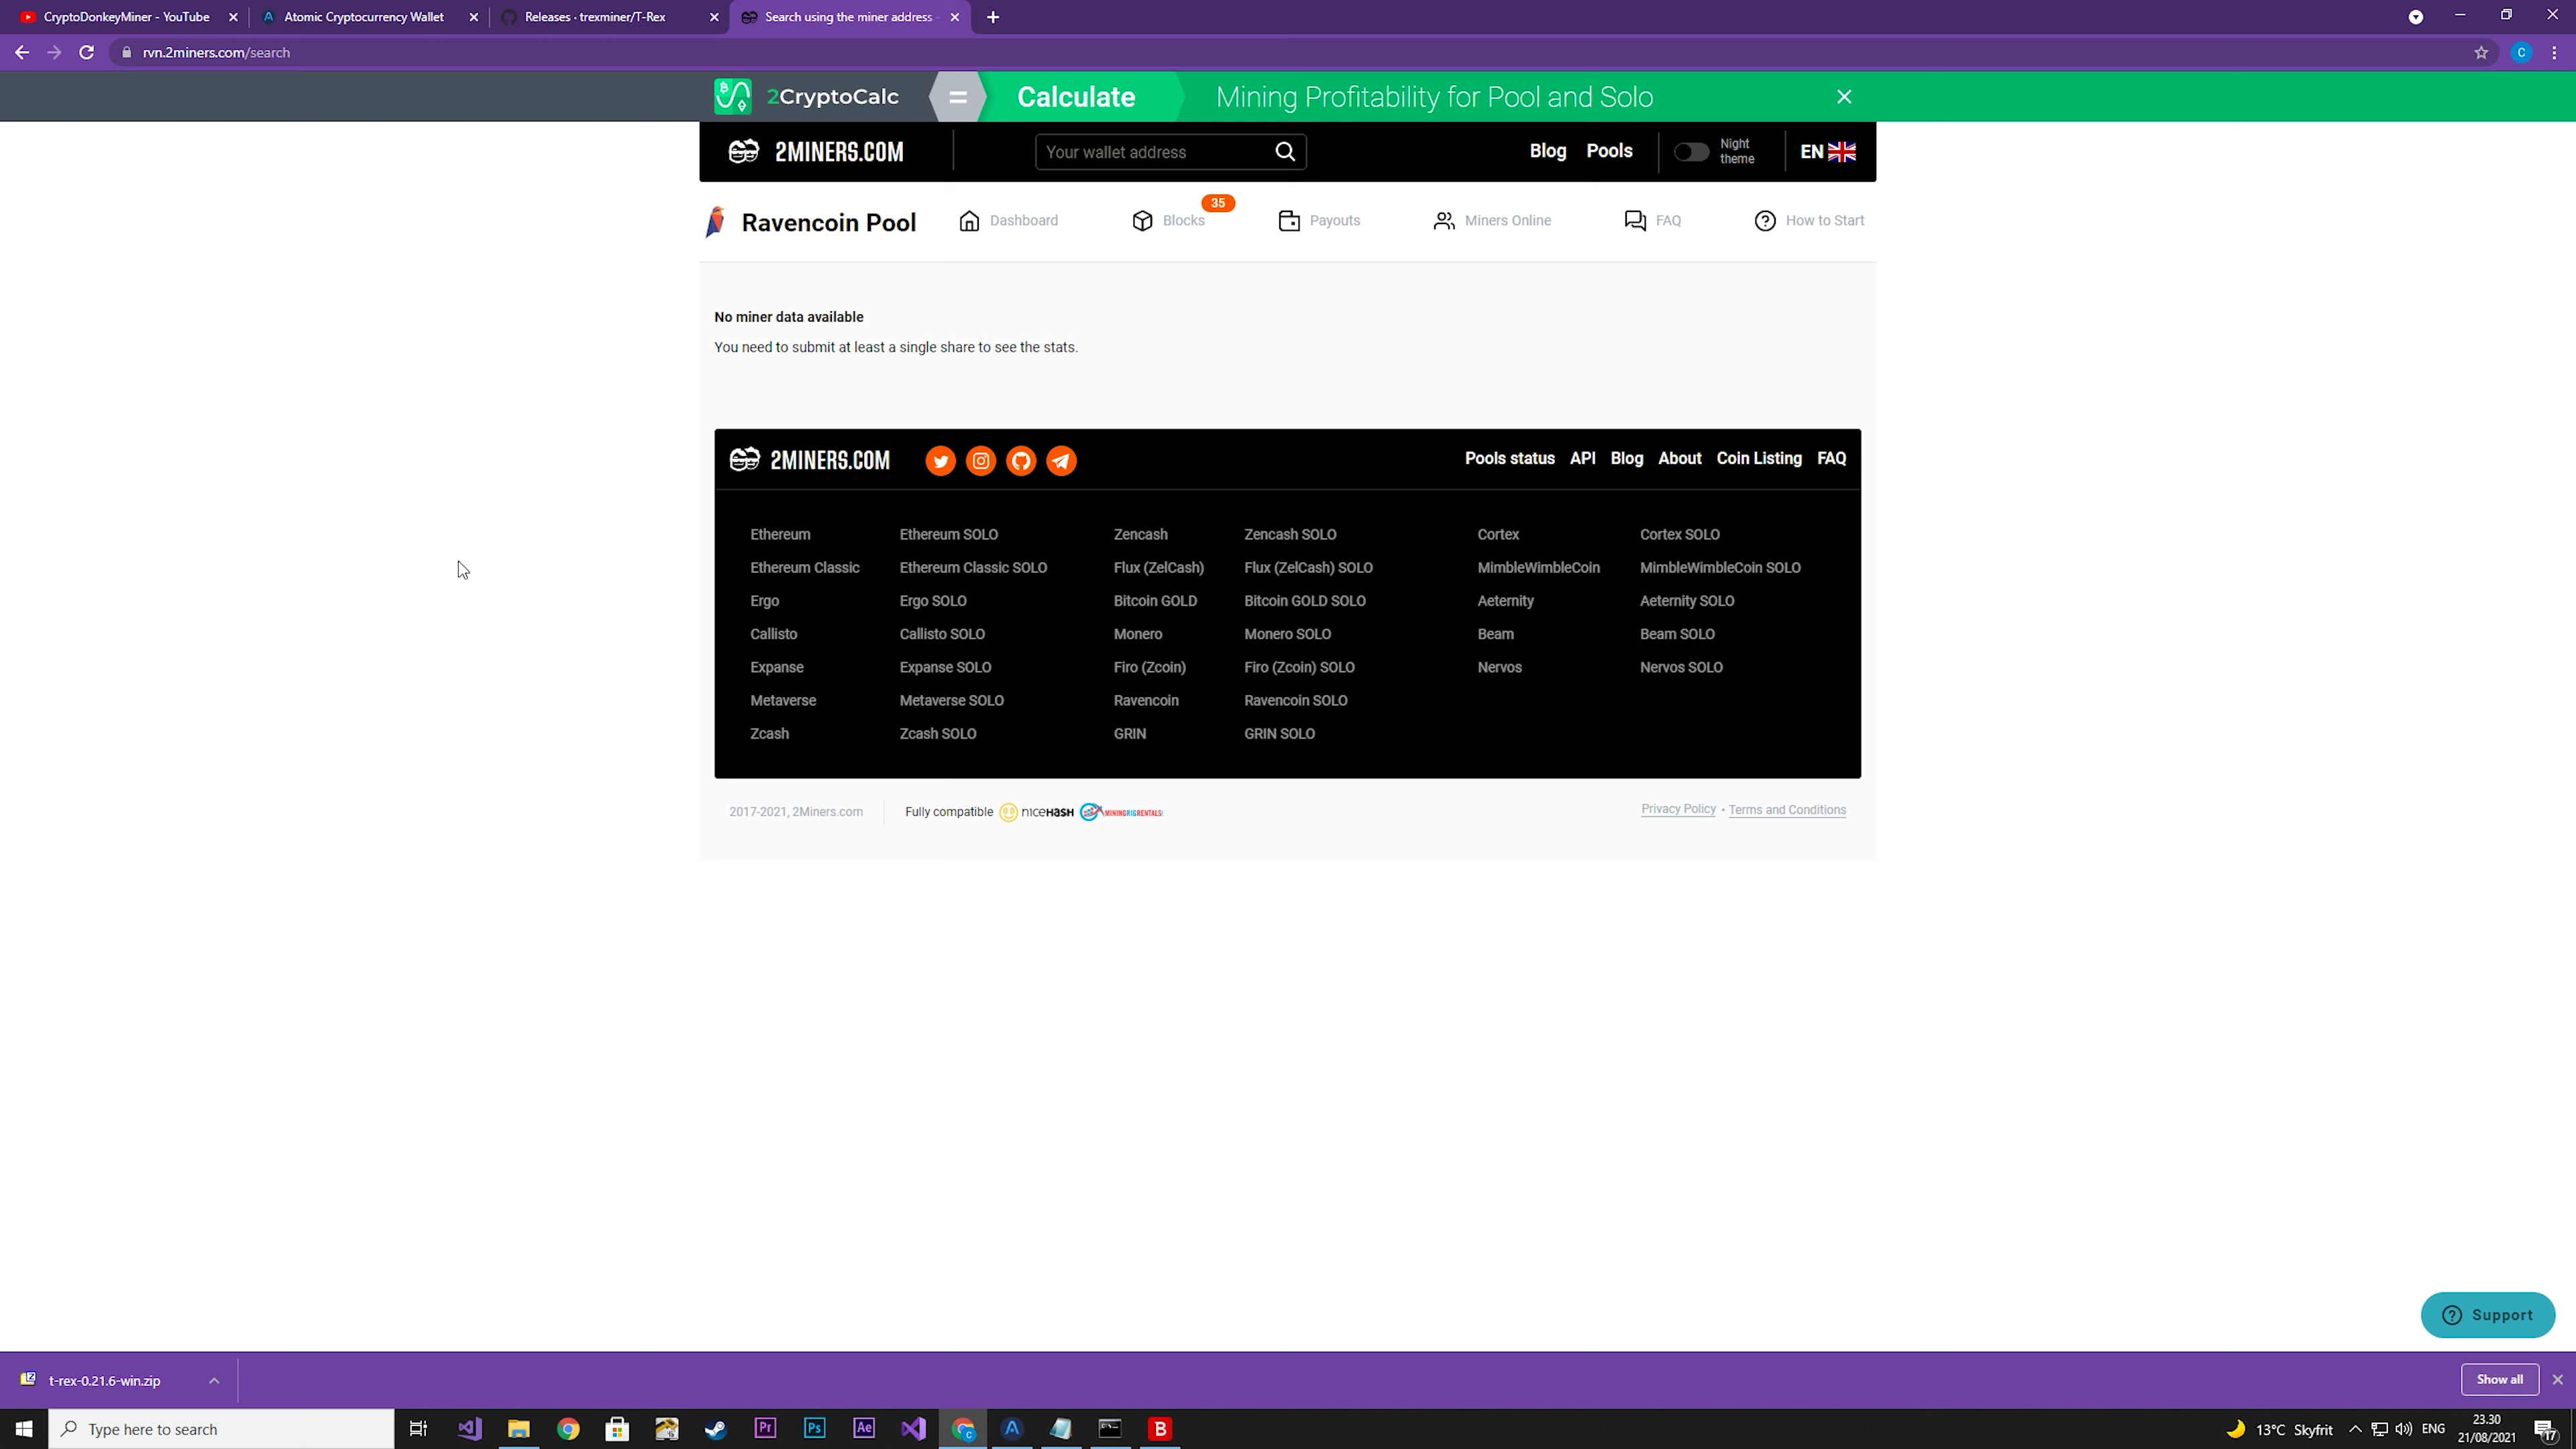 CryptoDonkeyMiner - YouTube
Atomic Cryptocurrency Wallet
Releases · trexminer/T-Rex
Search using the miner address -
rvn.2miners.com/search
C
2CryptoCalc
=
Calculate
Mining Profitability for Pool and Solo
2MINERS.COM
Your wallet address
Blog
Pools
Night
theme
EN
Ravencoin Pool
Dashboard
Blocks
35
Payouts
Miners Online
FAQ
How to Start
No miner data available
You need to submit at least a single share to see the stats.
2MINERS.COM
Pools status API Blog About Coin Listing FAQ
Ethereum Ethereum SOLO Zencash Zencash SOLO Cortex Cortex SOLO
Ethereum Classic Ethereum Classic SOLO Flux (ZelCash) Flux (ZelCash) SOLO MimbleWimbleCoin MimbleWimbleCoin SOLO
Ergo Ergo SOLO Bitcoin GOLD Bitcoin GOLD SOLO Aeternity Aeternity SOLO
Callisto Callisto SOLO Monero Monero SOLO Beam Beam SOLO
Expanse Expanse SOLO Firo (Zcoin) Firo (Zcoin) SOLO Nervos Nervos SOLO
Metaverse Metaverse SOLO Ravencoin Ravencoin SOLO
Zcash Zcash SOLO GRIN GRIN SOLO
2017-2021, 2Miners.com
Fully compatible nicehash MININGRIGRENTALS
Privacy Policy • Terms and Conditions
Support
t-rex-0.21.6-win.zip
Show all
Type here to search
Pr
Ps
Ae
C
A
B
13°C Skyfrit
ENG
23.30
21/08/2021
17